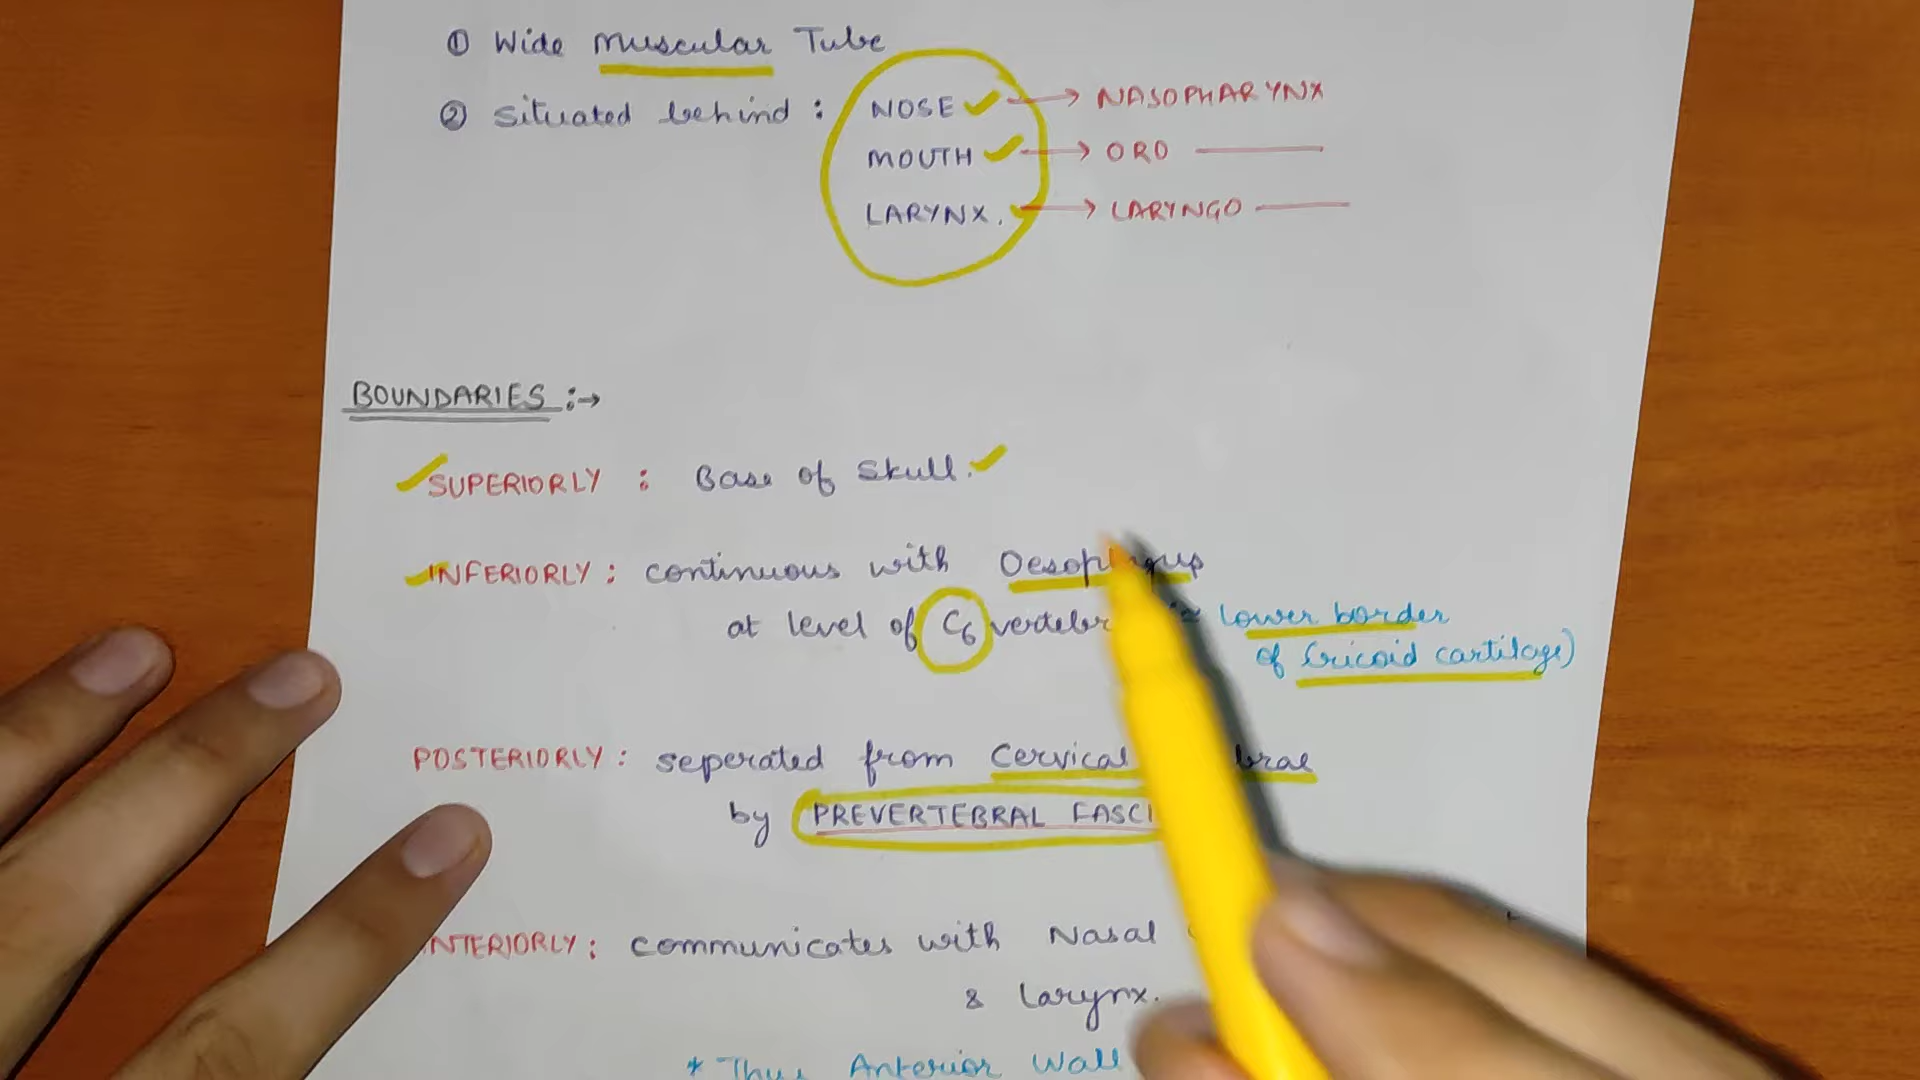 ① Wide Muscular Tube
② Situated behind :
NOSE → NASOPHARYNX
MOUTH → ORO ———
LARYNX. → LARYNGO ———
BOUNDARIES :→
SUPERIORLY : Base of Skull.
INFERIORLY : continuous with
at level of C6 lower border
of Cricoid cartilage)
POSTERIORLY : seperated from Cervical
by PREVERTEBRAL
communicates with Nasal
& Larynx.
* Thus Anterior Wall